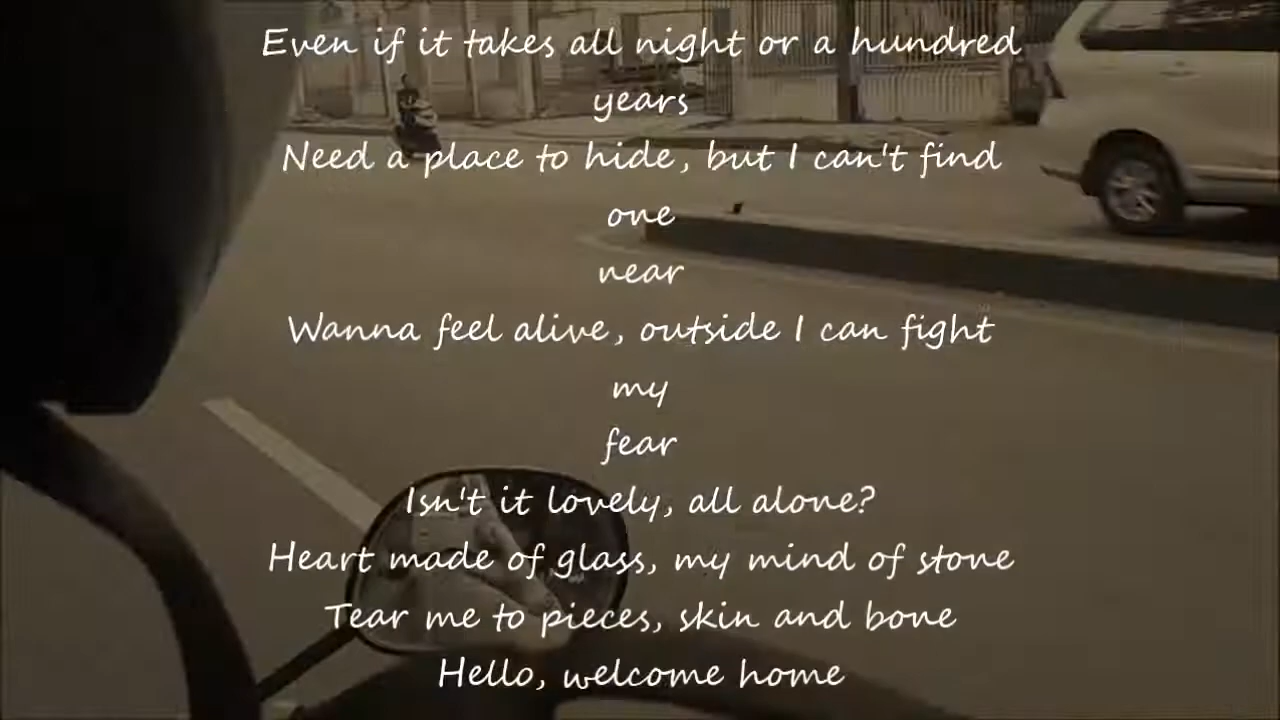 Even if it takes all night or a hundred
years
Need a place to hide, but I can't find
one
near
Wanna feel alive, outside I can fight
my
fear
Isn't it lovely, all alone?
Heart made of glass, my mind of stone
Tear me to pieces, skin and bone
Hello, welcome home